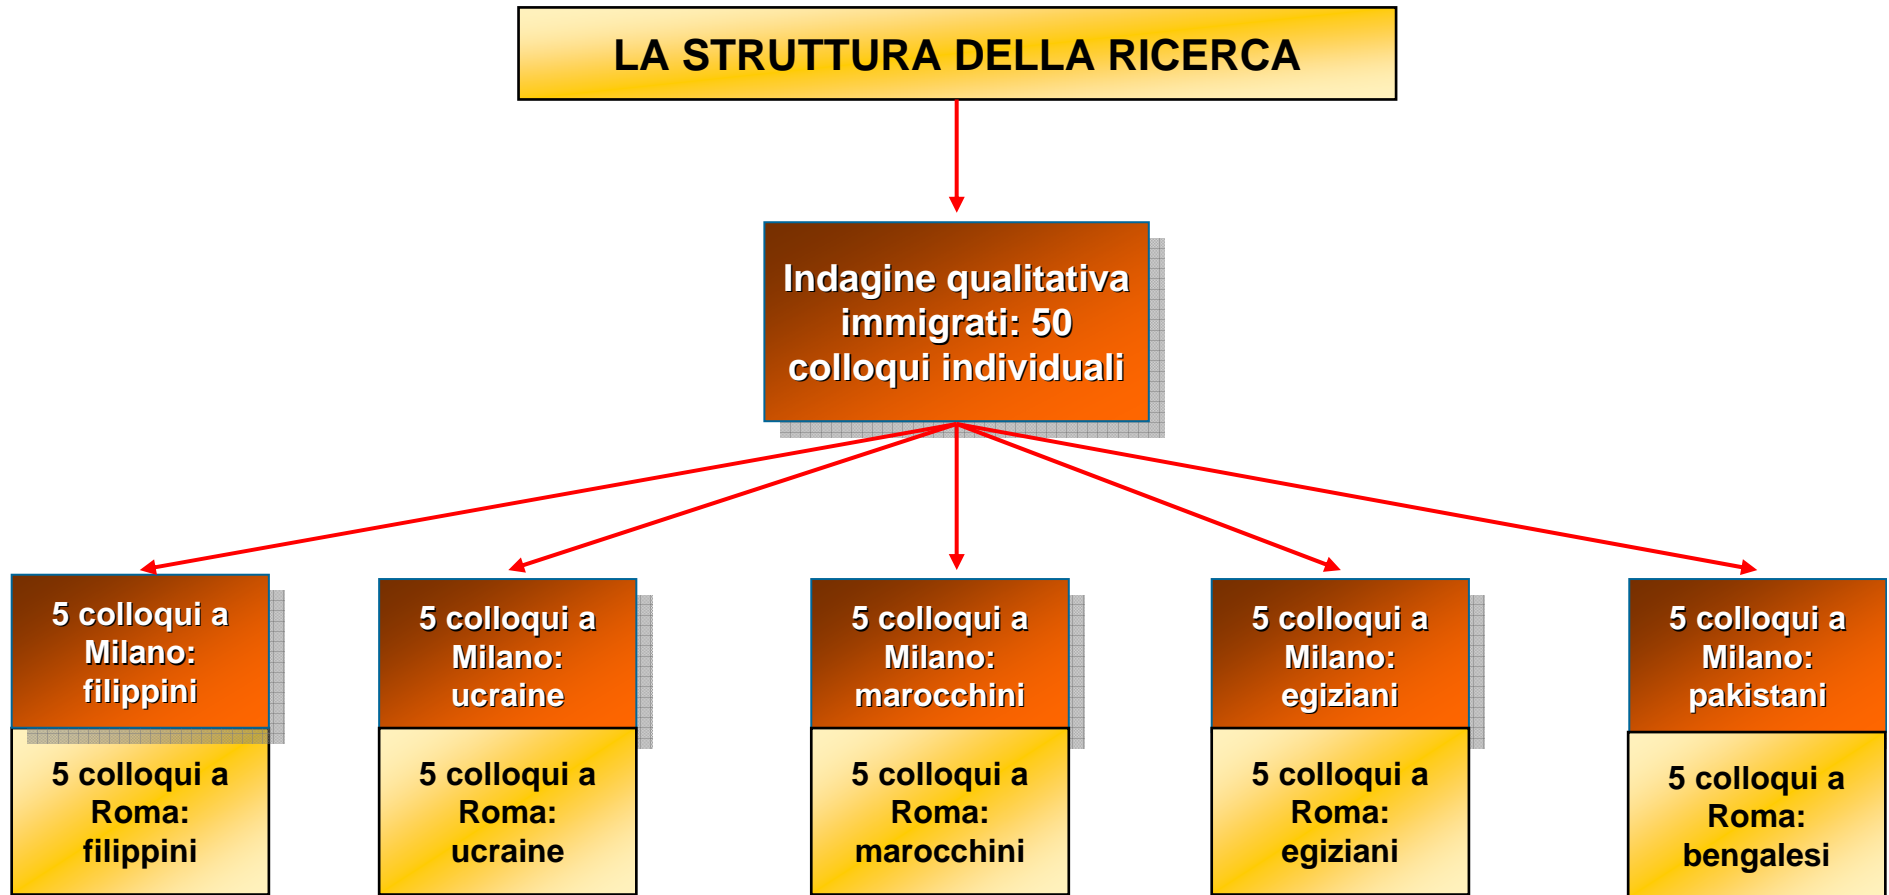 LA STRUTTURA DELLA RICERCA
Indagine qualitativa
immigrati: 50
colloqui individuali
5 colloqui a
Milano:
filippini
5 colloqui a
Roma:
filippini
5 colloqui a
Milano:
ucraine
5 colloqui a
Roma:
ucraine
5 colloqui a
Milano:
marocchini
5 colloqui a
Roma:
marocchini
5 colloqui a
Milano:
egiziani
5 colloqui a
Roma:
egiziani
5 colloqui a
Milano:
pakistani
5 colloqui a
Roma:
bengalesi